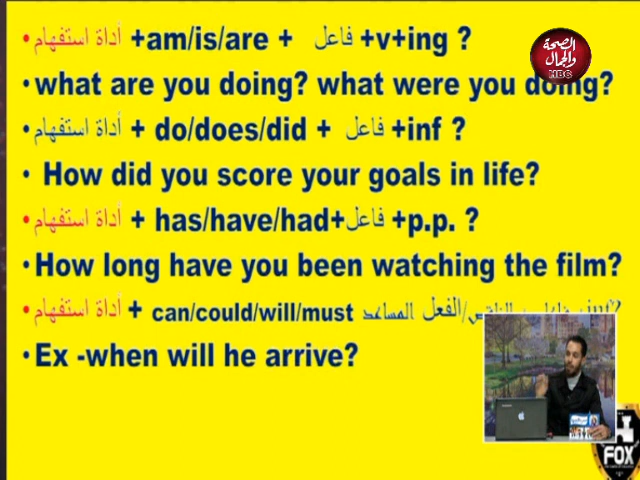 • أداة استفهام +am/is/are + فاعل +v+ing ?
• what are you doing? what were you doing?
• أداة استفهام + do/does/did + فاعل +inf ?
• How did you score your goals in life?
• أداة استفهام + has/have/had+ فاعل +p.p. ?
• How long have you been watching the film?
• أداة استفهام + can/could/will/must الفعل المساعد/ +inf?
• Ex -when will he arrive?
الصحة
والجمال
HBC
FOX